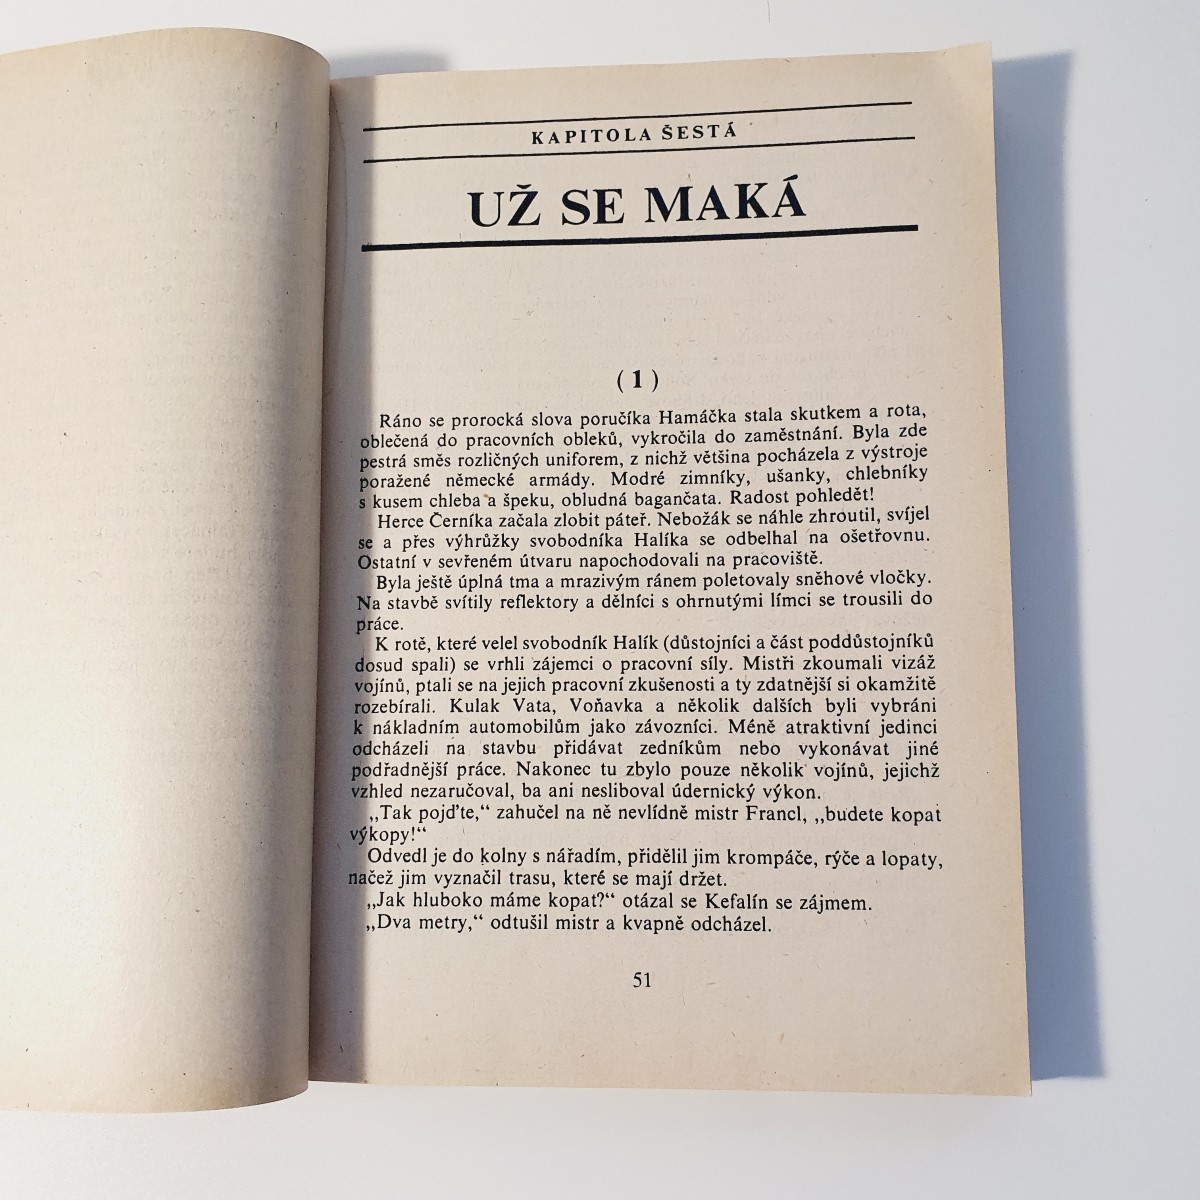 KAPITOLA ŠESTÁ
UŽ SE MAKÁ
( 1 )
Ráno se prorocká slova poručíka Hamáčka stala skutkem a rota,
oblečená do pracovních obleků, vykročila do zaměstnání. Byla zde
pestrá směs rozličných uniforem, z nichž většina pocházela z výstroje
poražené německé armády. Modré zimníky, ušanky, chlebníky
s kusem chleba a špeku, obludná bagančata. Radost pohledět!
Herce Černíka začala zlobit páteř. Nebožák se náhle zhroutil, svíjel
se a přes výhrůžky svobodníka Halíka se odbelhal na ošetřovnu.
Ostatní v sevřeném útvaru napochodovali na pracoviště.
Byla ještě úplná tma a mrazivým ránem poletovaly sněhové vločky.
Na stavbě svítily reflektory a dělníci s ohrnutými límci se trousili do
práce.
K rotě, které velel svobodník Halík (důstojníci a část poddůstojníků
dosud spali) se vrhli zájemci o pracovní síly. Mistři zkoumali vizáž
vojínů, ptali se na jejich pracovní zkušenosti a ty zdatnější si okamžitě
rozebírali. Kulak Vata, Voňavka a několik dalších byli vybráni
k nákladním automobilům jako závozníci. Méně atraktivní jedinci
odcházeli na stavbu přidávat zedníkům nebo vykonávat jiné
podřadnější práce. Nakonec tu zbylo pouze několik vojínů, jejichž
vzhled nezaručoval, ba ani nesliboval údernický výkon.
„Tak pojďte,“ zahučel na ně nevlídně mistr Francl, „budete kopat
výkopy!“
Odvedl je do kolny s nářadím, přidělil jim krompáče, rýče a lopaty,
načež jim vyznačil trasu, které se mají držet.
„Jak hluboko máme kopat?“ otázal se Kefalín se zájmem.
„Dva metry,“ odtušil mistr a kvapně odcházel.
51